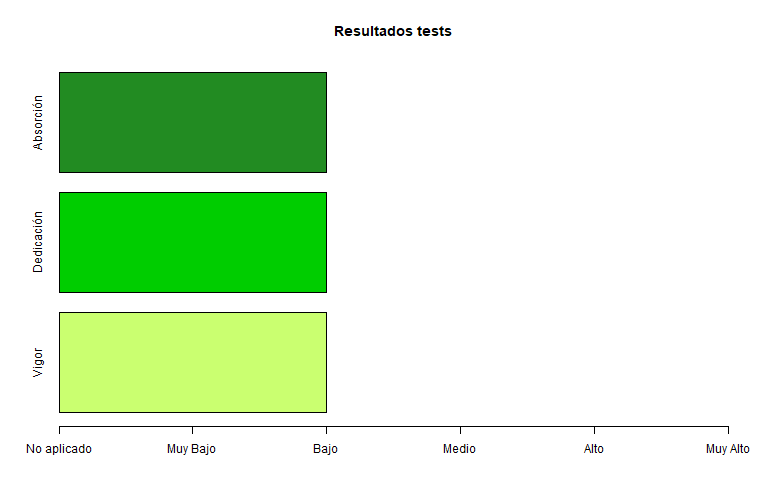 Resultados tests
Absorción
Dedicación
Vigor
No aplicado Muy Bajo Bajo Medio Alto Muy Alto